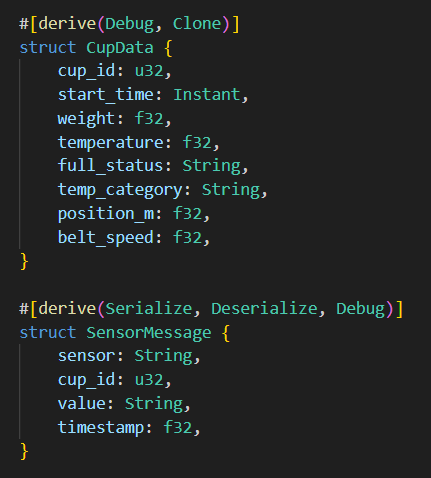 #[derive(Debug, Clone)]
struct CupData {
    cup_id: u32,
    start_time: Instant,
    weight: f32,
    temperature: f32,
    full_status: String,
    temp_category: String,
    position_m: f32,
    belt_speed: f32,
}

#[derive(Serialize, Deserialize, Debug)]
struct SensorMessage {
    sensor: String,
    cup_id: u32,
    value: String,
    timestamp: f32,
}